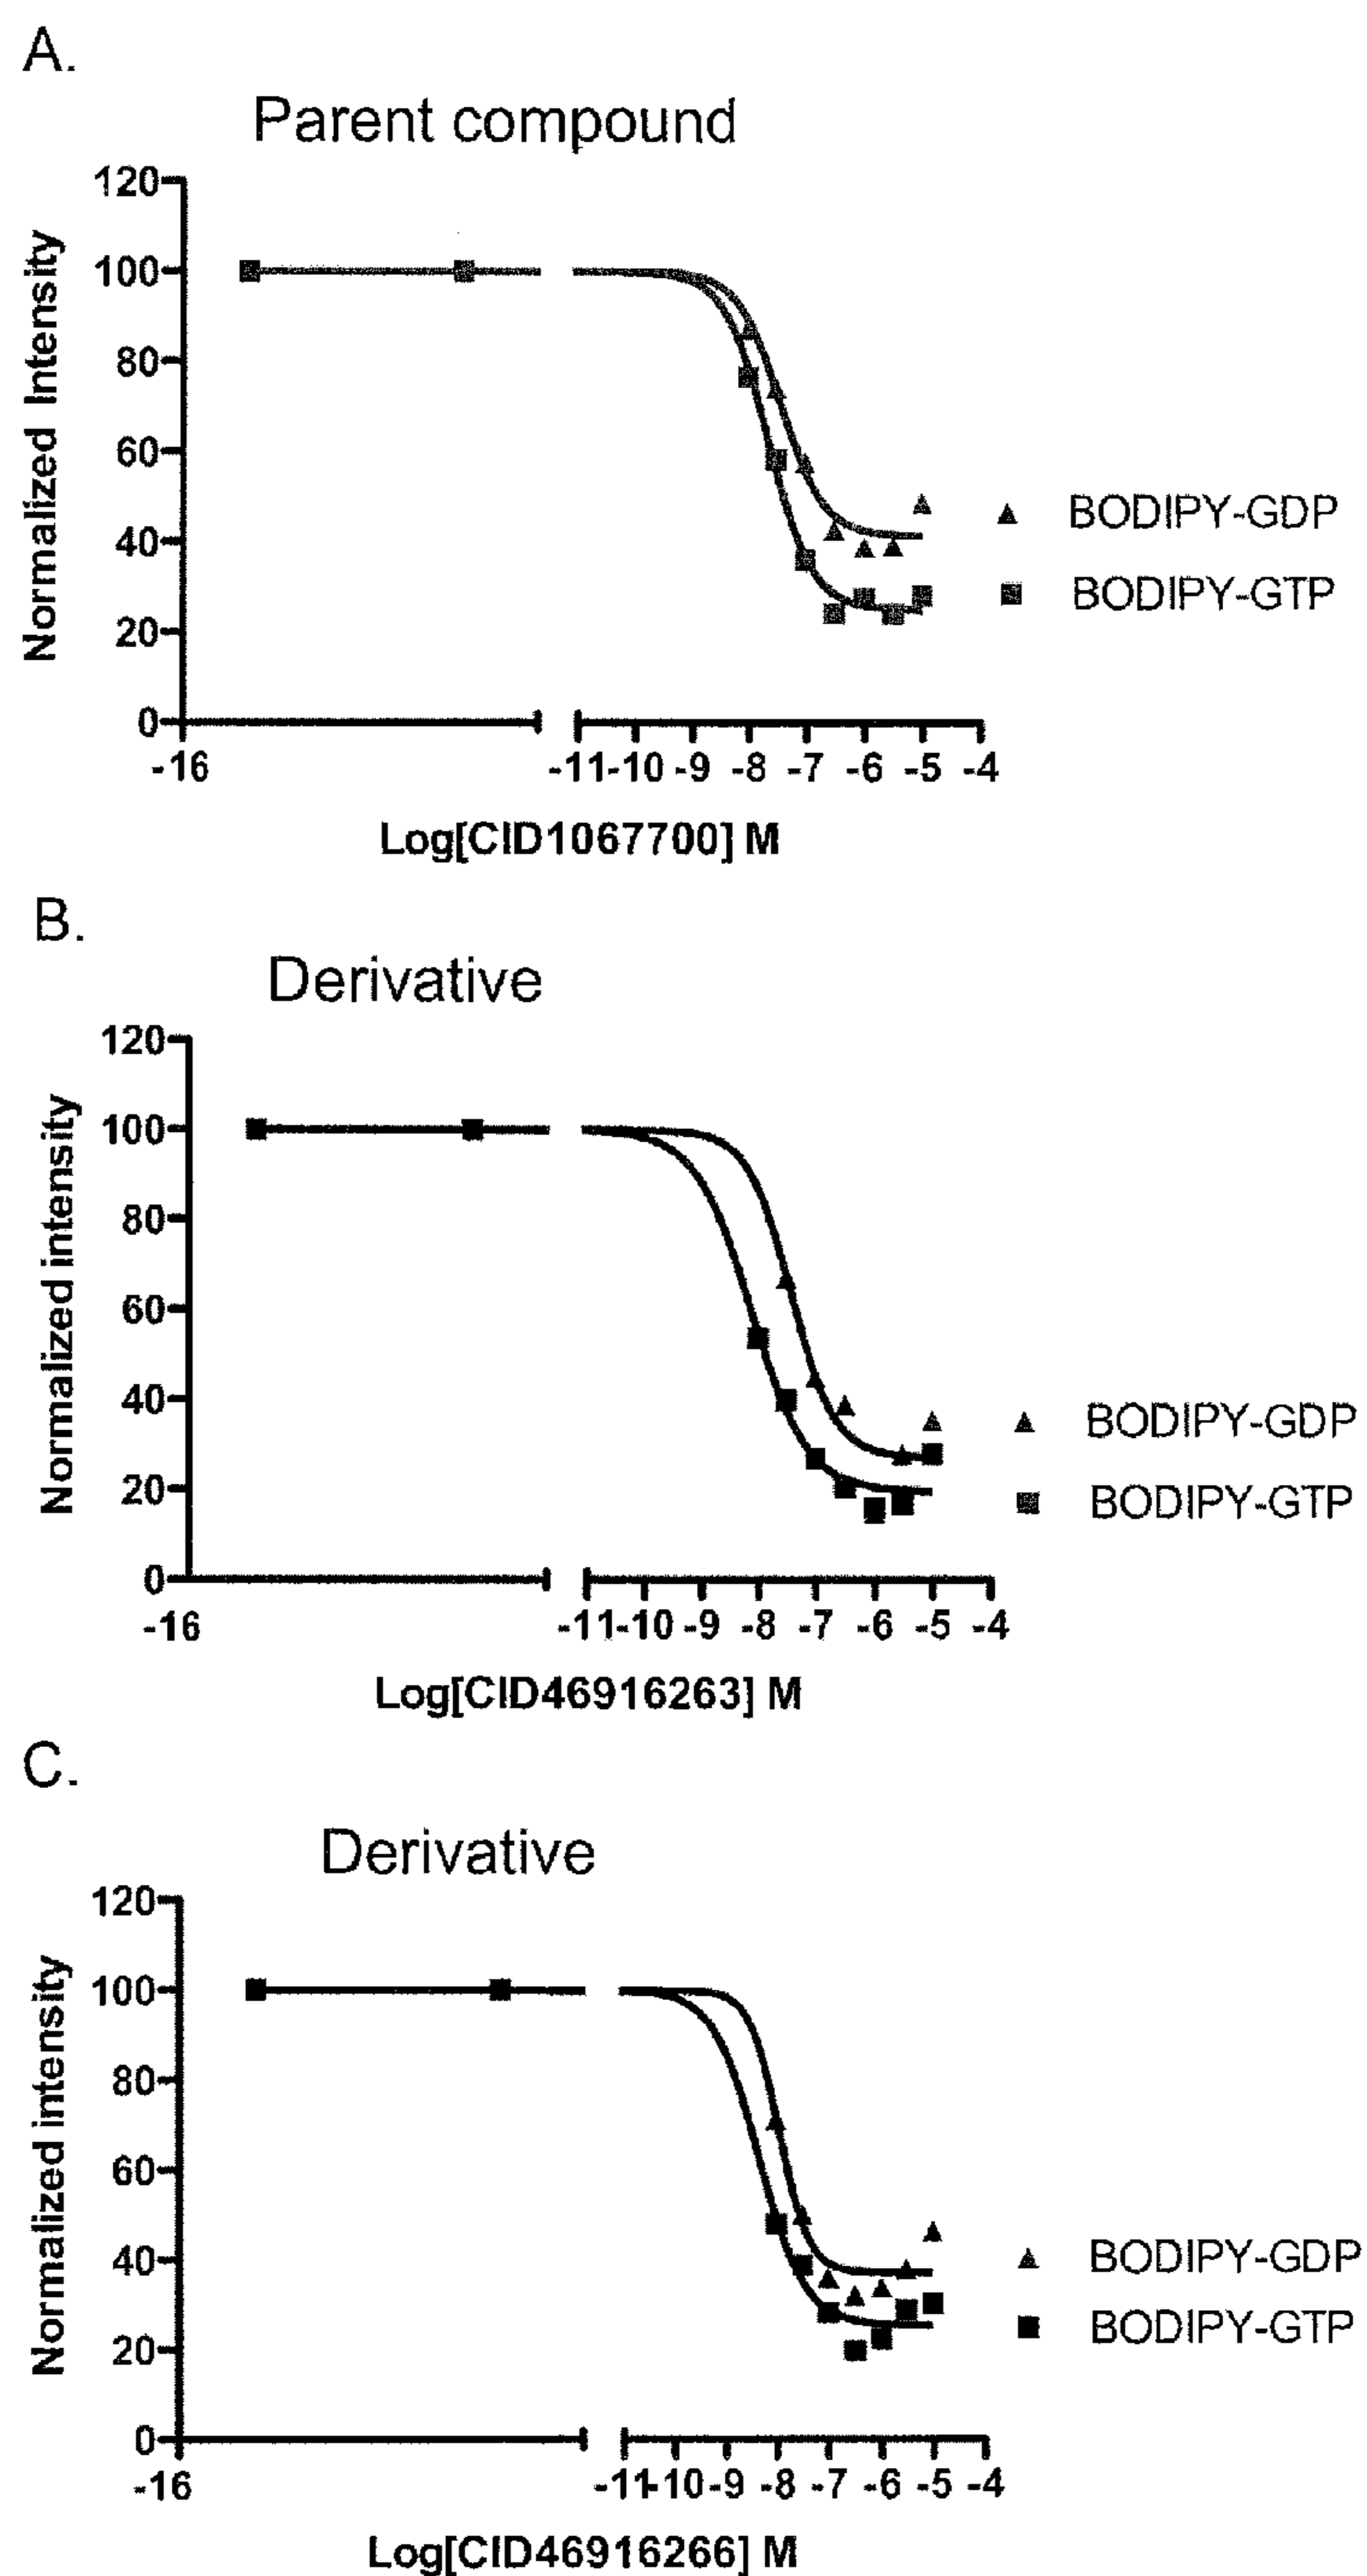 A.
Parent compound
Normalized Intensity
120
100
80
60
40
20
0
-16
-11 -10 -9 -8 -7 -6 -5 -4
BODIPY-GDP
BODIPY-GTP
Log[CID1067700] M
B.
Derivative
Normalized intensity
120
100
80
60
40
20
0
-16
-11 -10 -9 -8 -7 -6 -5 -4
BODIPY-GDP
BODIPY-GTP
Log[CID46916263] M
C.
Derivative
Normalized intensity
120
100
80
60
40
20
0
-16
-11 -10 -9 -8 -7 -6 -5 -4
BODIPY-GDP
BODIPY-GTP
Log[CID46916266] M